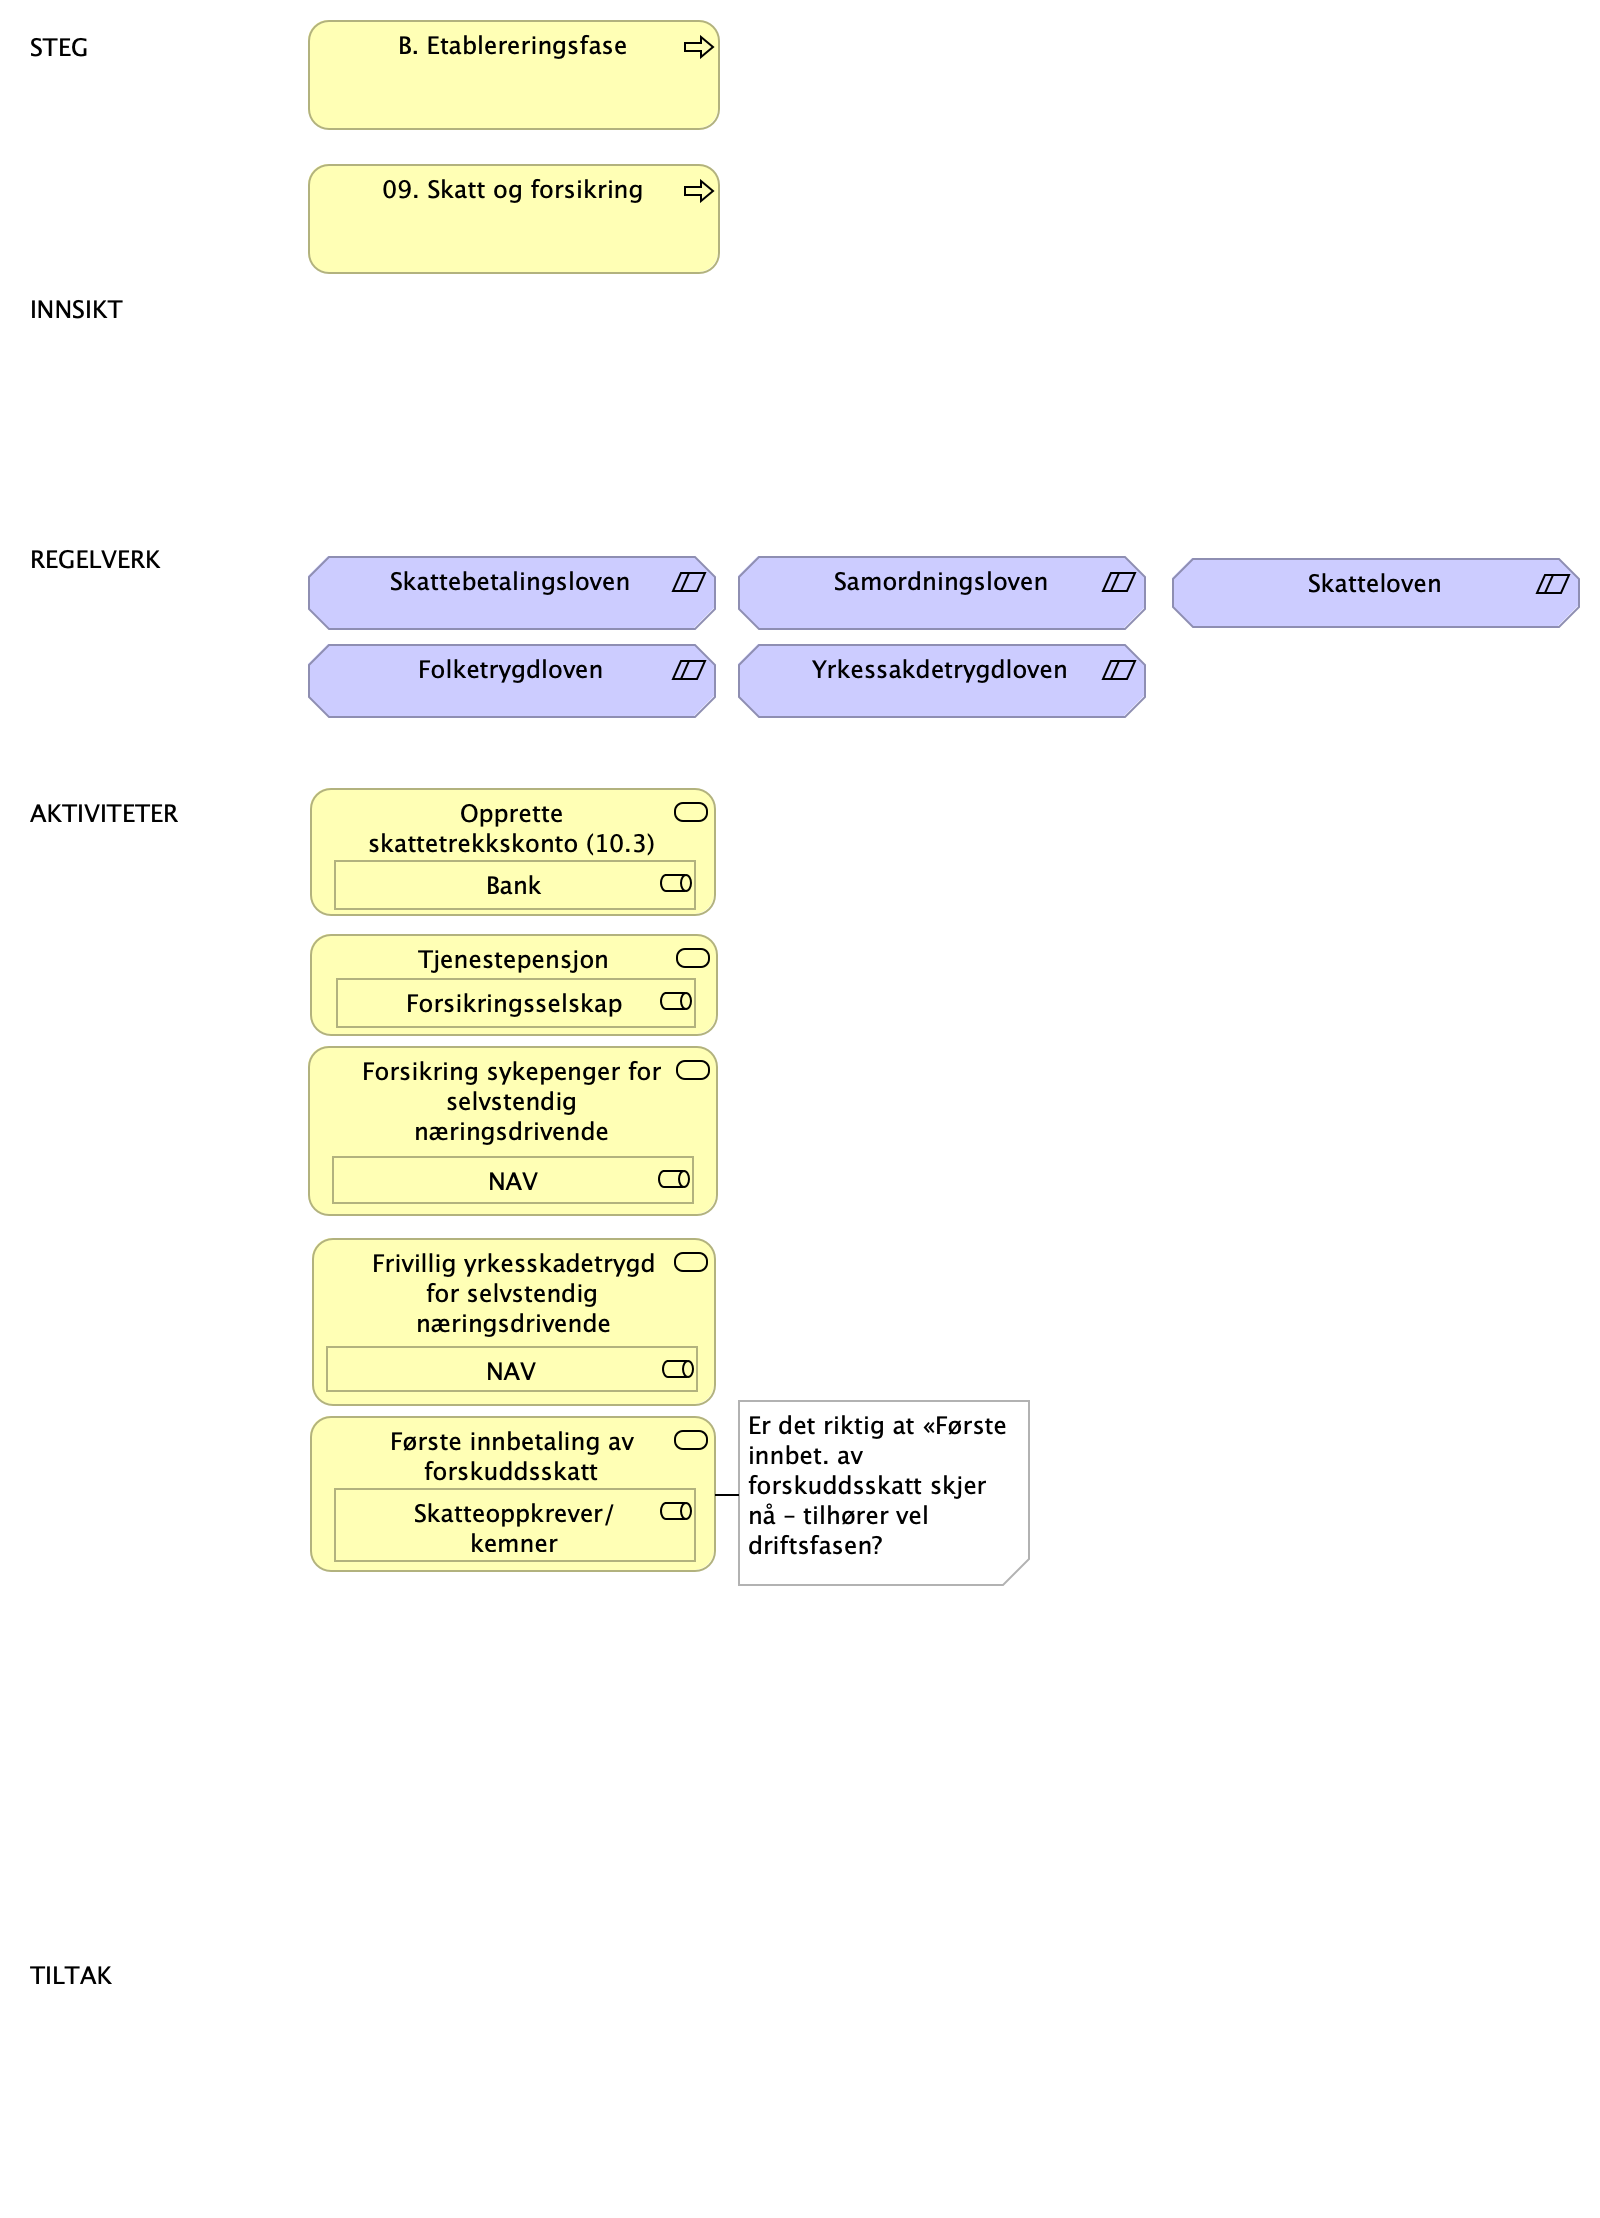 STEG
B. Etablereringsfase
09. Skatt og forsikring
INNSIKT
REGELVERK
Skattebetalingsloven
Samordningsloven
Skatteloven
Folketrygdloven
Yrkessakdetrygdloven
AKTIVITETER
Opprette
skattetrekkskonto (10.3)
Bank
Tjenestepensjon
Forsikringsselskap
Forsikring sykepenger for
selvstendig
næringsdrivende
NAV
Frivillig yrkesskadetrygd
for selvstendig
næringsdrivende
NAV
Første innbetaling av
forskuddsskatt
Skatteoppkrever/
kemner
Er det riktig at «Første
innbet. av
forskuddsskatt skjer
nå – tilhører vel
driftsfasen?
TILTAK